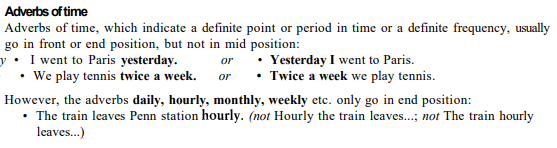 Adverbs of time
Adverbs of time, which indicate a definite point or period in time or a definite frequency, usually
go in front or end position, but not in mid position:
y • I went to Paris yesterday. or • Yesterday I went to Paris.
• We play tennis twice a week. or • Twice a week we play tennis.
However, the adverbs daily, hourly, monthly, weekly etc. only go in end position:
• The train leaves Penn station hourly. (not Hourly the train leaves...; not The train hourly
leaves...)